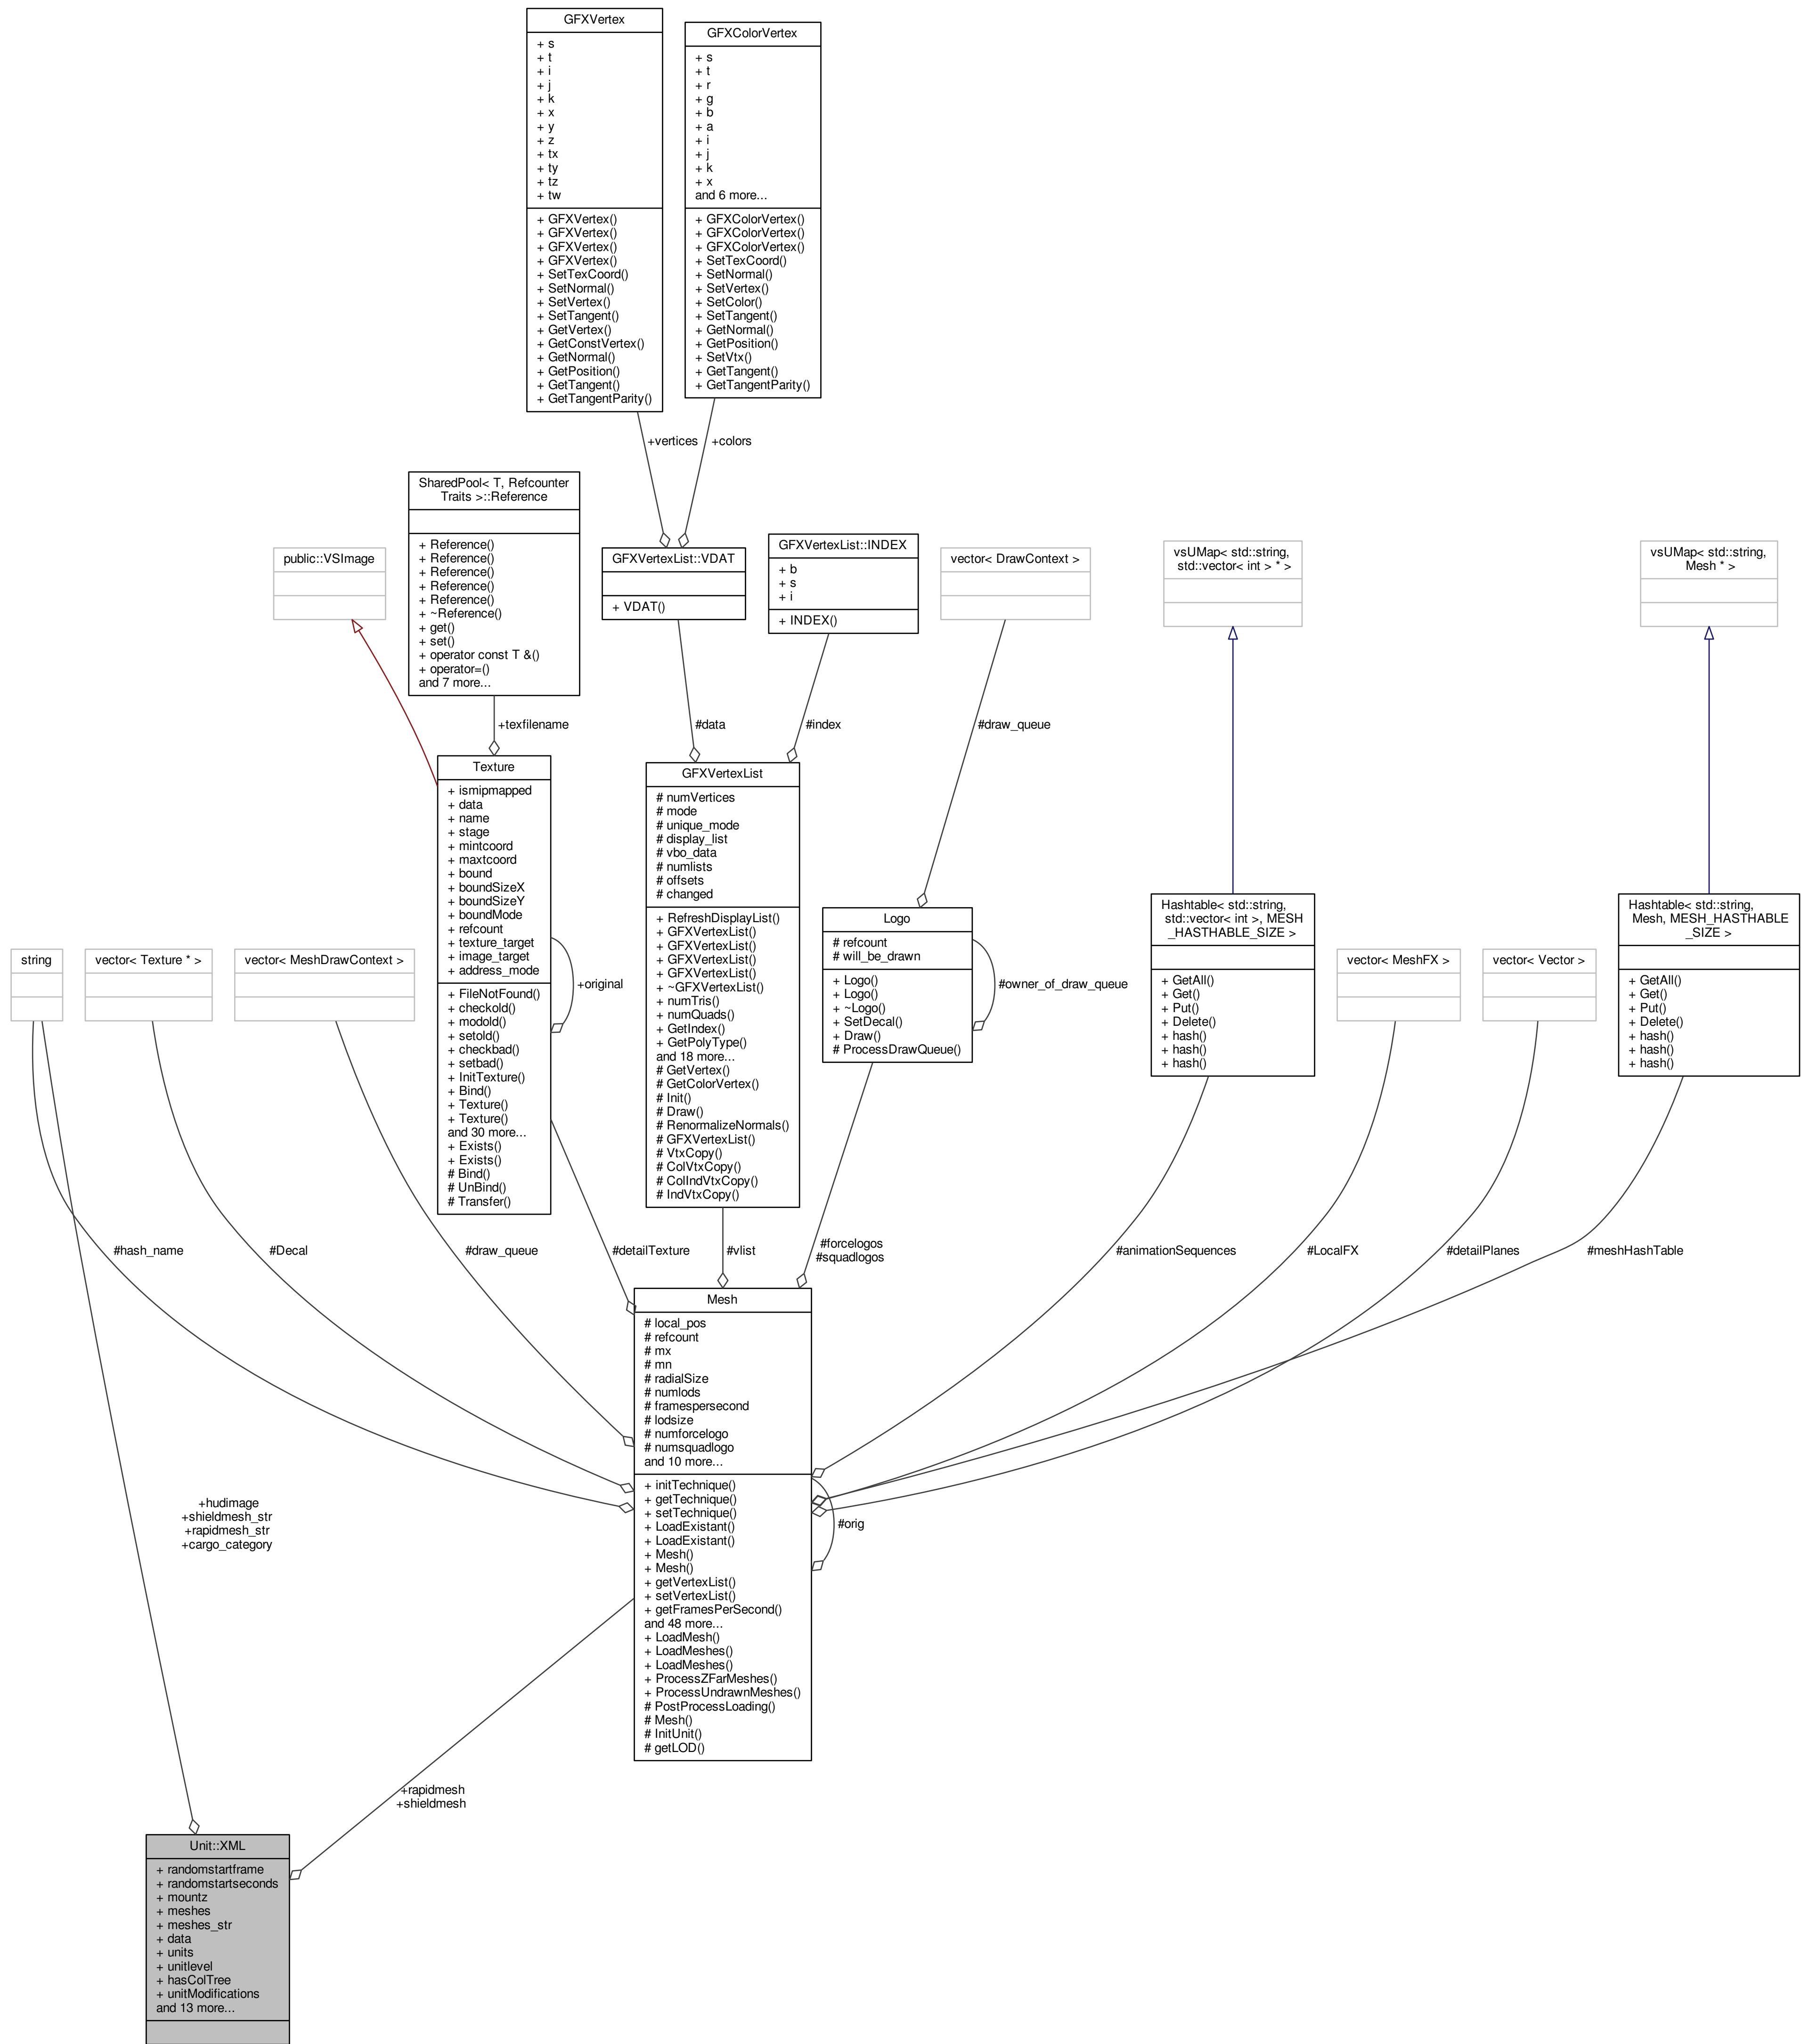 GFXVertex
+ s
+ t
+ i
+ j
+ k
+ x
+ y
+ z
+ tx
+ ty
+ tz
+ tw
+ GFXVertex()
+ GFXVertex()
+ GFXVertex()
+ GFXVertex()
+ SetTexCoord()
+ SetNormal()
+ SetVertex()
+ SetTangent()
+ GetVertex()
+ GetConstVertex()
+ GetNormal()
+ GetPosition()
+ GetTangent()
+ GetTangentParity()
GFXColorVertex
+ s
+ t
+ r
+ g
+ b
+ a
+ i
+ j
+ k
+ x
and 6 more...
+ GFXColorVertex()
+ GFXColorVertex()
+ GFXColorVertex()
+ SetTexCoord()
+ SetNormal()
+ SetVertex()
+ SetColor()
+ SetTangent()
+ GetNormal()
+ GetPosition()
+ SetVtx()
+ GetTangent()
+ GetTangentParity()
+vertices
+colors
public::VSImage
SharedPool< T, Refcounter
Traits >::Reference
+ Reference()
+ Reference()
+ Reference()
+ Reference()
+ Reference()
+ ~Reference()
+ get()
+ set()
+ operator const T &()
+ operator=()
and 7 more...
GFXVertexList::VDAT
+ VDAT()
GFXVertexList::INDEX
+ b
+ s
+ i
+ INDEX()
vector< DrawContext >
vsUMap< std::string,
std::vector< int > * >
vsUMap< std::string,
Mesh * >
+texfilename
#data
#index
#draw_queue
Texture
+ ismipmapped
+ data
+ name
+ stage
+ mintcoord
+ maxtcoord
+ bound
+ boundSizeX
+ boundSizeY
+ boundMode
+ refcount
+ texture_target
+ image_target
+ address_mode
+ FileNotFound()
+ checkold()
+ modold()
+ setold()
+ checkbad()
+ setbad()
+ InitTexture()
+ Bind()
+ Texture()
+ Texture()
and 30 more...
+ Exists()
+ Exists()
# Bind()
# UnBind()
# Transfer()
+original
GFXVertexList
# numVertices
# mode
# unique_mode
# display_list
# vbo_data
# numlists
# offsets
# changed
+ RefreshDisplayList()
+ GFXVertexList()
+ GFXVertexList()
+ GFXVertexList()
+ GFXVertexList()
+ ~GFXVertexList()
+ numTris()
+ numQuads()
+ GetIndex()
+ GetPolyType()
and 18 more...
# GetVertex()
# GetColorVertex()
# Init()
# Draw()
# RenormalizeNormals()
# GFXVertexList()
# VtxCopy()
# ColVtxCopy()
# ColIndVtxCopy()
# IndVtxCopy()
Logo
# refcount
# will_be_drawn
+ Logo()
+ Logo()
+ ~Logo()
+ SetDecal()
+ Draw()
# ProcessDrawQueue()
#owner_of_draw_queue
Hashtable< std::string,
std::vector< int >, MESH
_HASTHABLE_SIZE >
+ GetAll()
+ Get()
+ Put()
+ Delete()
+ hash()
+ hash()
+ hash()
Hashtable< std::string,
Mesh, MESH_HASTHABLE
_SIZE >
+ GetAll()
+ Get()
+ Put()
+ Delete()
+ hash()
+ hash()
+ hash()
string
vector< Texture * >
vector< MeshDrawContext >
vector< MeshFX >
vector< Vector >
#hash_name
#Decal
#draw_queue
#detailTexture
#vlist
#forcelogos
#squadlogos
#animationSequences
#LocalFX
#detailPlanes
#meshHashTable
Mesh
# local_pos
# refcount
# mx
# mn
# radialSize
# numlods
# framespersecond
# lodsize
# numforcelogo
# numsquadlogo
and 10 more...
+ initTechnique()
+ getTechnique()
+ setTechnique()
+ LoadExistant()
+ LoadExistant()
+ Mesh()
+ Mesh()
+ getVertexList()
+ setVertexList()
+ getFramesPerSecond()
and 48 more...
+ LoadMesh()
+ LoadMeshes()
+ LoadMeshes()
+ ProcessZFarMeshes()
+ ProcessUndrawnMeshes()
# PostProcessLoading()
# Mesh()
# InitUnit()
# getLOD()
#orig
+hudimage
+shieldmesh_str
+rapidmesh_str
+cargo_category
+rapidmesh
+shieldmesh
Unit::XML
+ randomstartframe
+ randomstartseconds
+ mountz
+ meshes
+ meshes_str
+ data
+ units
+ unitlevel
+ hasColTree
+ unitModifications
and 13 more...